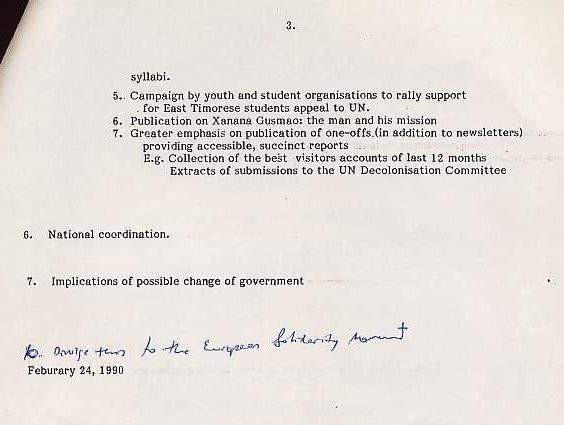 3.
syllabi.
5. Campaign by youth and student organisations to rally support
for East Timorese students appeal to UN.
6. Publication on Xanana Gusmao: the man and his mission
7. Greater emphasis on publication of one-offs (in addition to newsletters)
providing accessible, succinct reports
E.g. Collection of the best visitors accounts of last 12 months
Extracts of submissions to the UN Decolonisation Committee
6. National coordination.
7. Implications of possible change of government
to the European Solidarity
Feburary 24, 1990